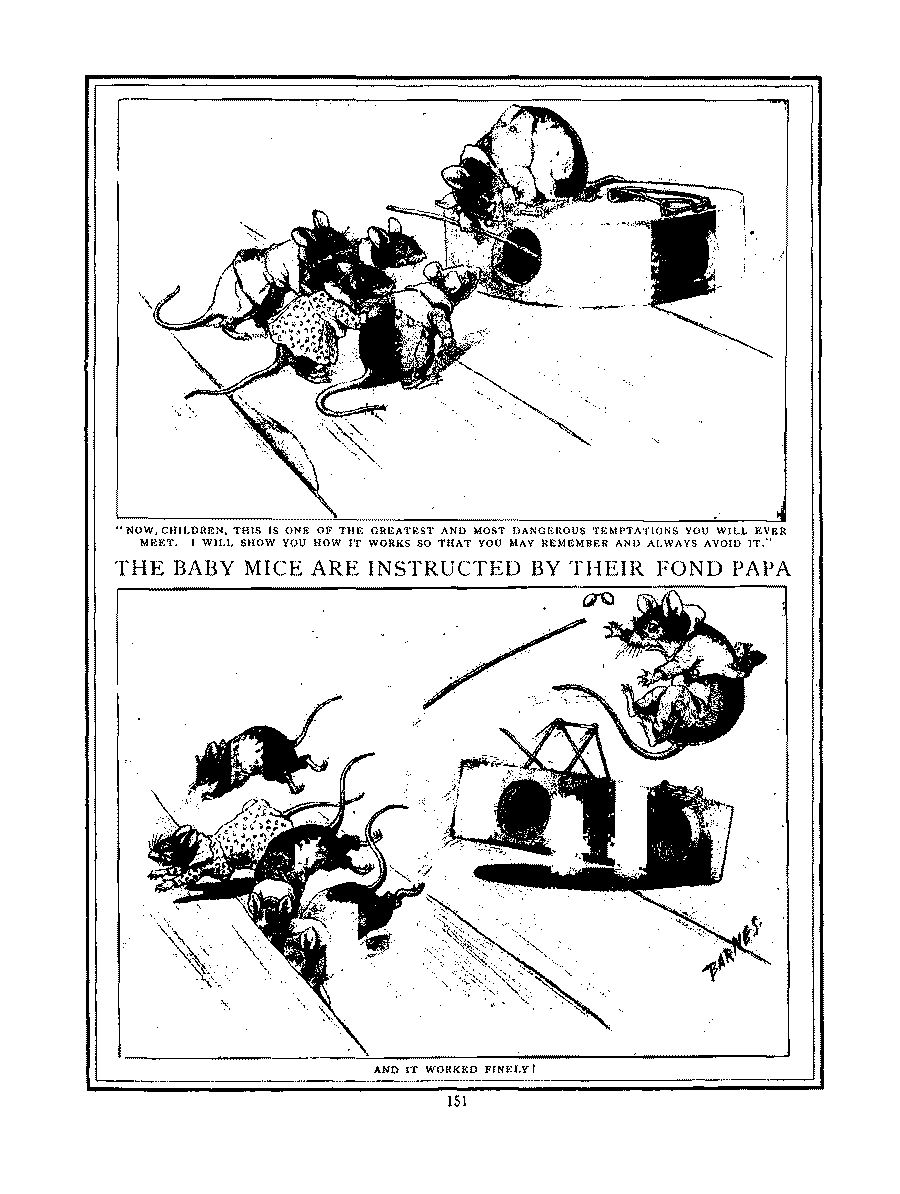 "NOW, CHILDREN, THIS IS ONE OF THE GREATEST AND MOST DANGEROUS TEMPTATIONS YOU WILL EVER
MEET. I WILL SHOW YOU HOW IT WORKS SO THAT YOU MAY REMEMBER AND ALWAYS AVOID IT."
THE BABY MICE ARE INSTRUCTED BY THEIR FOND PAPA
BARNES.
AND IT WORKED FINELY!
151